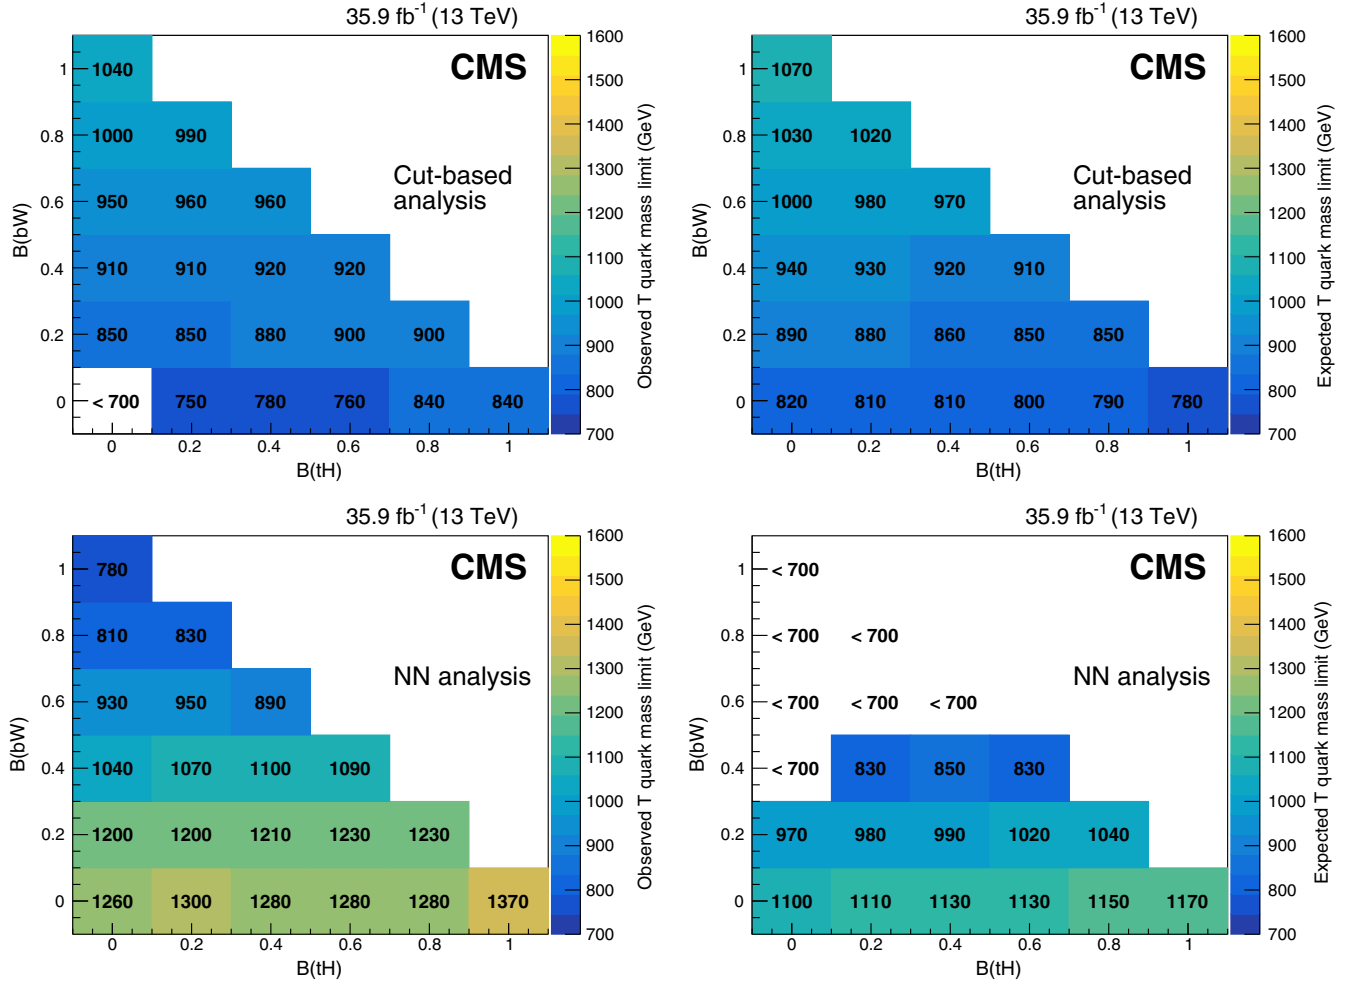 35.9 fb⁻¹ (13 TeV)
CMS
Cut-based
analysis
B(bW)
1
0.8
0.6
0.4
0.2
0
1040
1000 990
950 960 960
910 910 920 920
850 850 880 900 900
< 700 750 780 760 840 840
0 0.2 0.4 0.6 0.8 1
B(tH)
1600
1500
1400
1300
1200
1100
1000
900
800
700
Observed T quark mass limit (GeV)
35.9 fb⁻¹ (13 TeV)
CMS
Cut-based
analysis
B(bW)
1
0.8
0.6
0.4
0.2
0
1070
1030 1020
1000 980 970
940 930 920 910
890 880 860 850 850
820 810 810 800 790 780
0 0.2 0.4 0.6 0.8 1
B(tH)
1600
1500
1400
1300
1200
1100
1000
900
800
700
Expected T quark mass limit (GeV)
35.9 fb⁻¹ (13 TeV)
CMS
NN analysis
B(bW)
1
0.8
0.6
0.4
0.2
0
780
810 830
930 950 890
1040 1070 1100 1090
1200 1200 1210 1230 1230
1260 1300 1280 1280 1280 1370
0 0.2 0.4 0.6 0.8 1
B(tH)
1600
1500
1400
1300
1200
1100
1000
900
800
700
Observed T quark mass limit (GeV)
35.9 fb⁻¹ (13 TeV)
CMS
NN analysis
B(bW)
1
0.8
0.6
0.4
0.2
0
< 700
< 700 < 700
< 700 < 700 < 700
< 700 830 850 830
970 980 990 1020 1040
1100 1110 1130 1130 1150 1170
0 0.2 0.4 0.6 0.8 1
B(tH)
1600
1500
1400
1300
1200
1100
1000
900
800
700
Expected T quark mass limit (GeV)